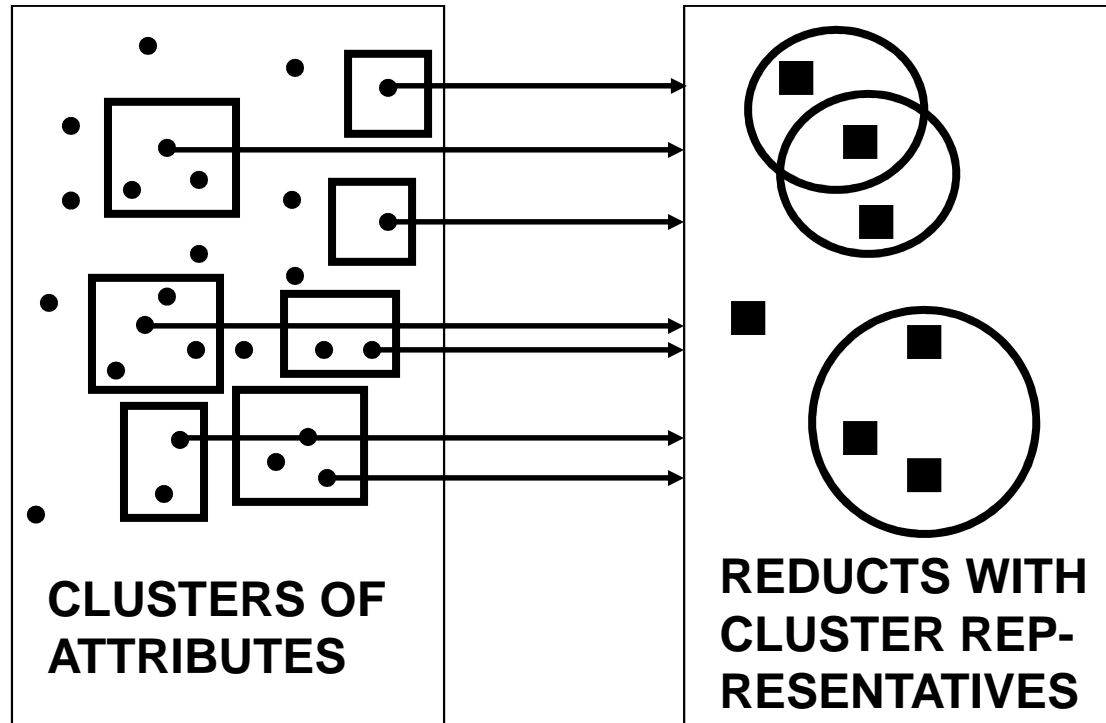 CLUSTERS OF
ATTRIBUTES
REDUCTS WITH
CLUSTER REP-
RESENTATIVES